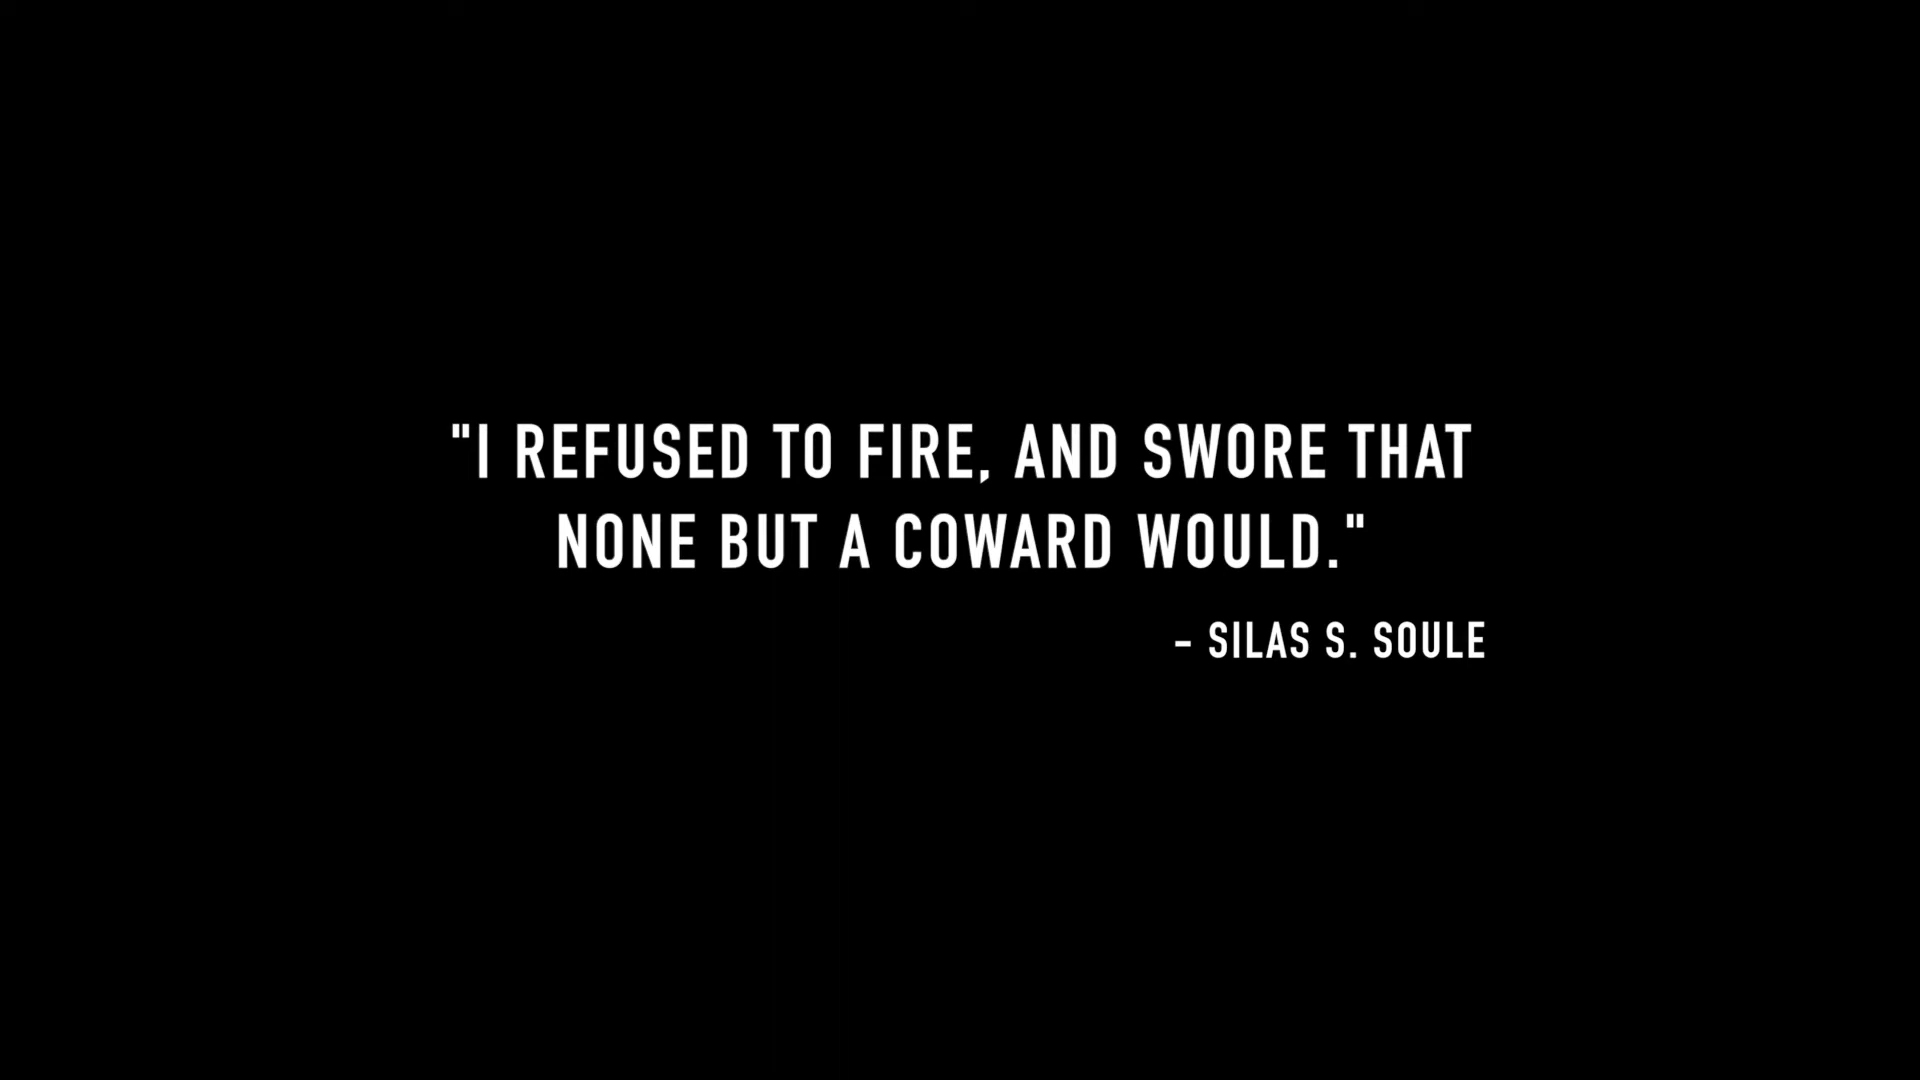 "I REFUSED TO FIRE, AND SWORE THAT
NONE BUT A COWARD WOULD."
- SILAS S. SOULE